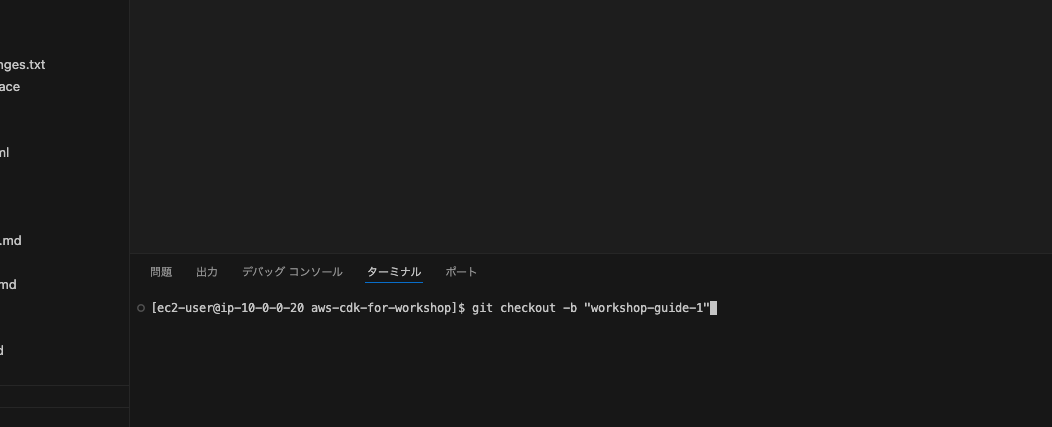 nges.txt
ace
ml
.md
md
d
問題 出力 デバッグ コンソール ターミナル ポート
[ec2-user@ip-10-0-0-20 aws-cdk-for-workshop]$ git checkout -b "workshop-guide-1"